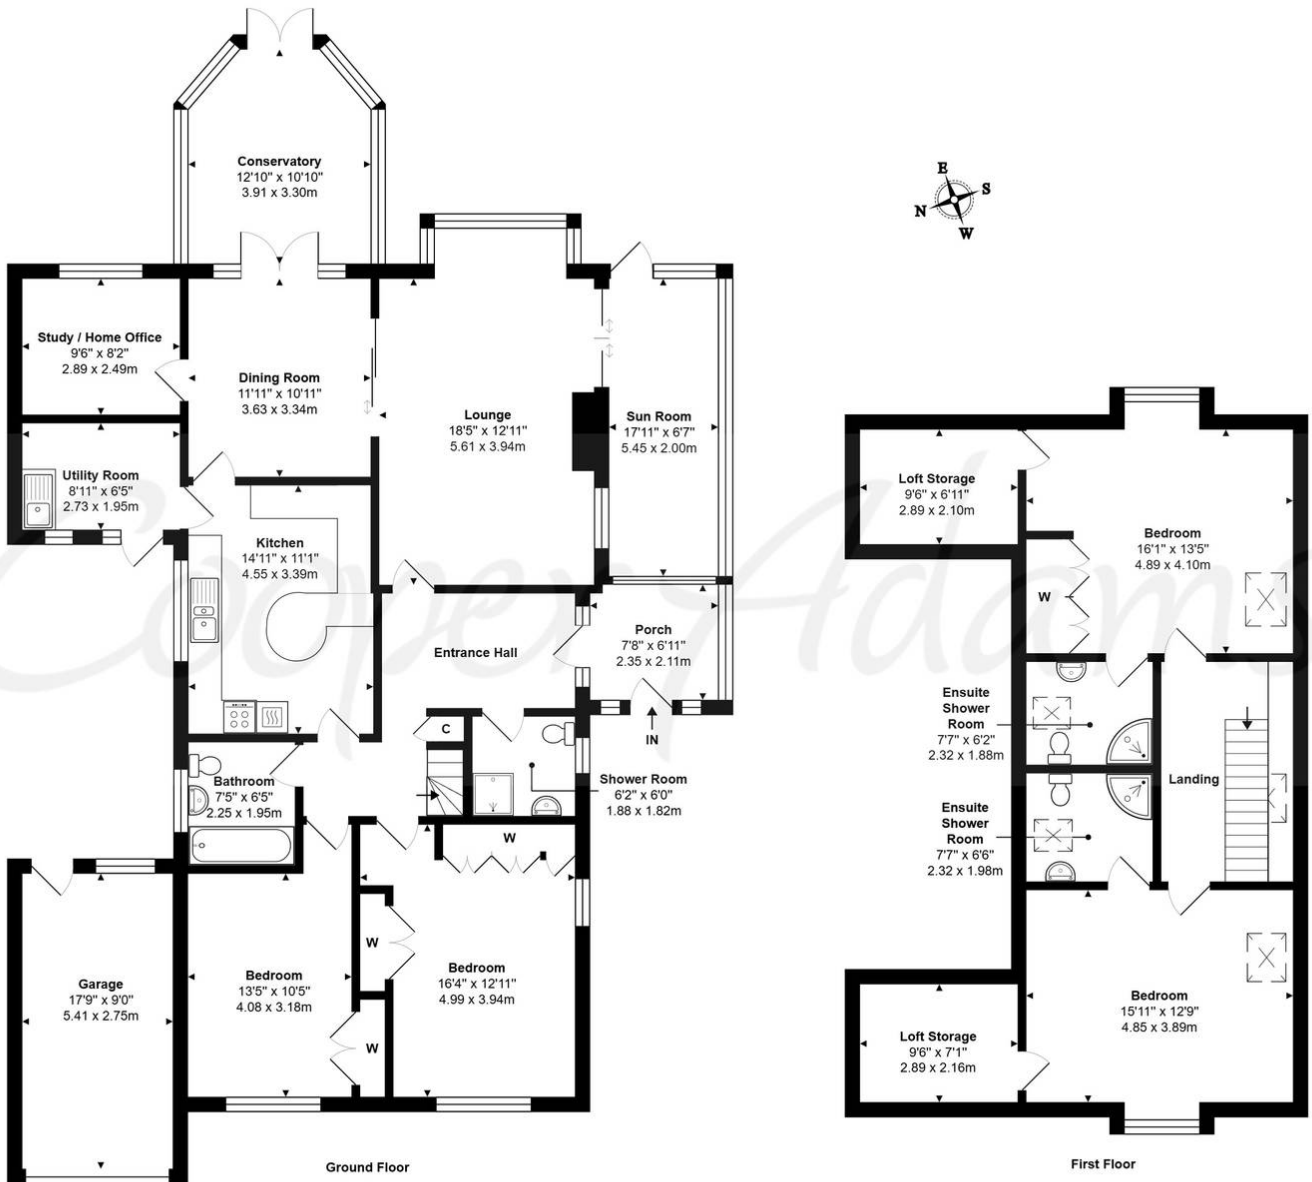 Conservatory
12'10" x 10'10"
3.91 x 3.30m
E
S
N
W
Study / Home Office
9'6" x 8'2"
2.89 x 2.49m
Dining Room
11'11" x 10'11"
3.63 x 3.34m
Lounge
18'5" x 12'11"
5.61 x 3.94m
Sun Room
17'11" x 6'7"
5.45 x 2.00m
Utility Room
8'11" x 6'5"
2.73 x 1.95m
Kitchen
14'11" x 11'1"
4.55 x 3.39m
Entrance Hall
Porch
7'8" x 6'11"
2.35 x 2.11m
IN
C
Bathroom
7'5" x 6'5"
2.25 x 1.95m
Shower Room
6'2" x 6'0"
1.88 x 1.82m
W
W
W
Garage
17'9" x 9'0"
5.41 x 2.75m
Bedroom
13'5" x 10'5"
4.08 x 3.18m
Bedroom
16'4" x 12'11"
4.99 x 3.94m
Ground Floor
Loft Storage
9'6" x 6'11"
2.89 x 2.10m
Bedroom
16'1" x 13'5"
4.89 x 4.10m
W
Ensuite
Shower
Room
7'7" x 6'2"
2.32 x 1.88m
Landing
Ensuite
Shower
Room
7'7" x 6'6"
2.32 x 1.98m
Bedroom
15'11" x 12'9"
4.85 x 3.89m
Loft Storage
9'6" x 7'1"
2.89 x 2.16m
First Floor
Cooper Adams